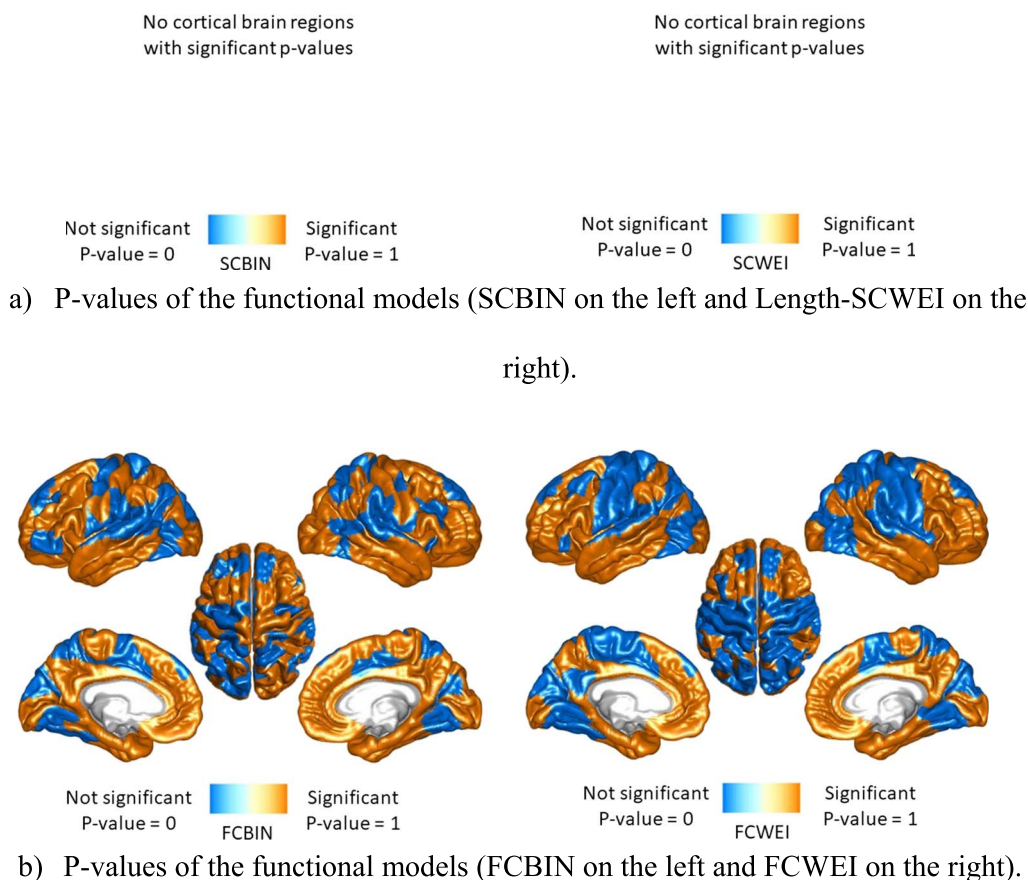 No cortical brain regions
with significant p-values
No cortical brain regions
with significant p-values
Not significant
P-value = 0
SCBIN
Significant
P-value = 1
Not significant
P-value = 0
SCWEI
Significant
P-value = 1
a) P-values of the functional models (SCBIN on the left and Length-SCWEI on the
right).
Not significant
P-value = 0
FCBIN
Significant
P-value = 1
Not significant
P-value = 0
FCWEI
Significant
P-value = 1
b) P-values of the functional models (FCBIN on the left and FCWEI on the right).